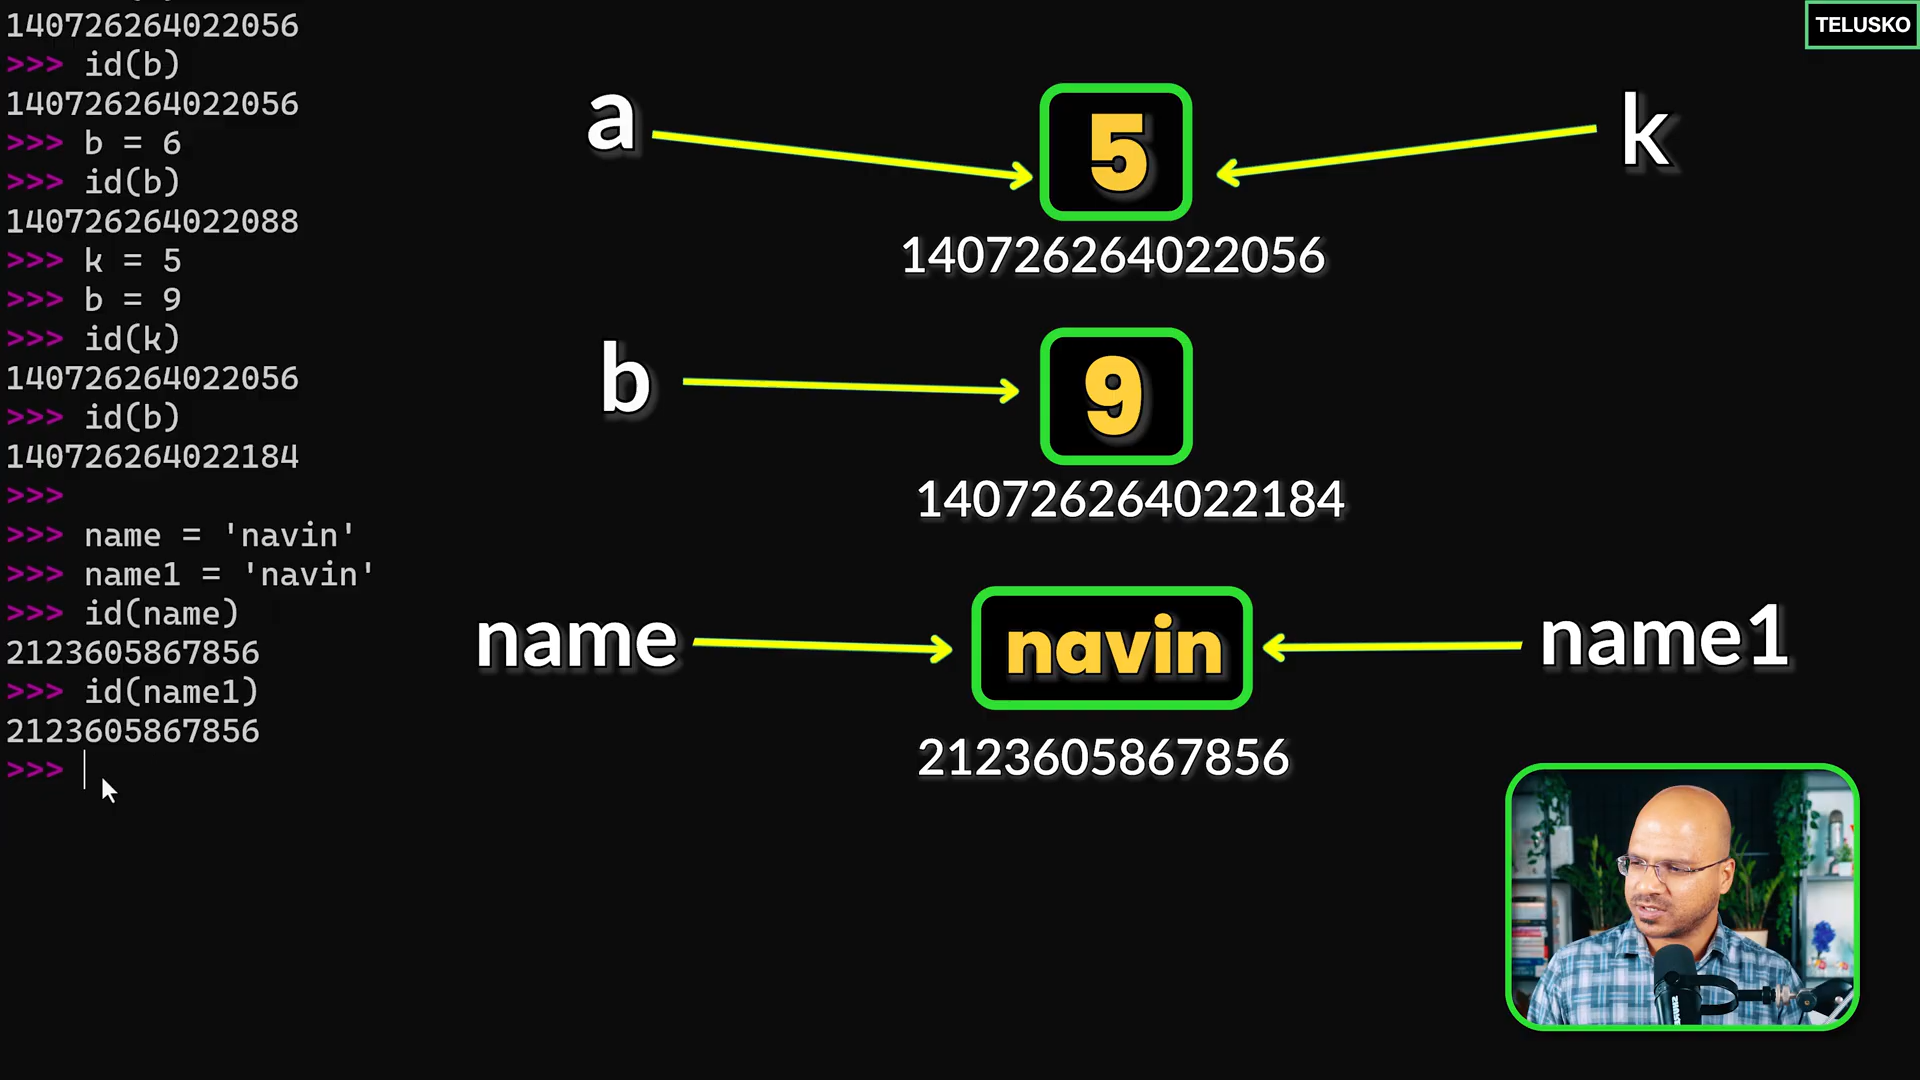 140726264022056
>>> id(b)
140726264022056
>>> b = 6
>>> id(b)
140726264022088
>>> k = 5
>>> b = 9
>>> id(k)
140726264022056
>>> id(b)
140726264022184
>>>
>>> name = 'navin'
>>> name1 = 'navin'
>>> id(name)
2123605867856
>>> id(name1)
2123605867856
>>>
TELUSKO
a 5 k
140726264022056
b 9
140726264022184
name navin name1
2123605867856